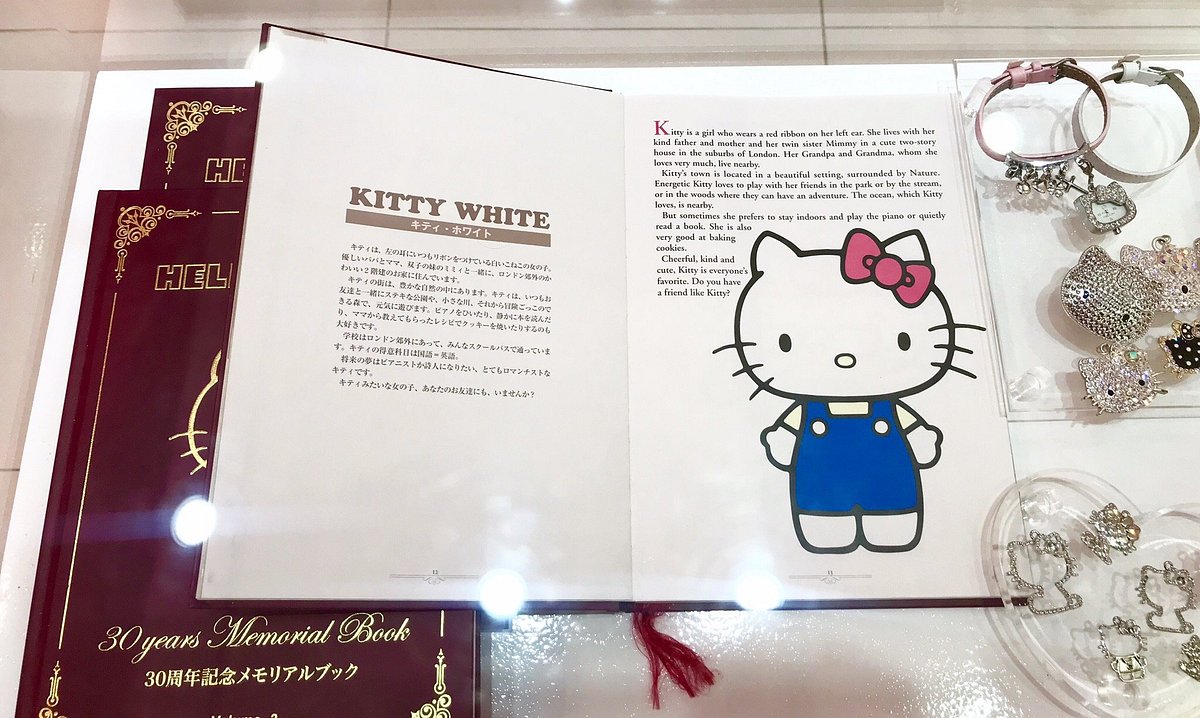 HE
HEL
KITTY WHITE
キティ・ホワイト
キティは、左の耳にいつもリボンをつけている白いこねこの女の子。
優しいパパとママ、双子の妹のミミィと一緒に、ロンドン郊外のか
わいい2階建のお家に住んでいます。
キティの街は、豊かな自然の中にあります。キティは、いつもお
友達と一緒にステキな公園や、小さな川、それから冒険ごっこので
きる森で、元気に遊びます。ピアノをひいたり、静かに本を読んだ
り、ママから教えてもらったレシピでクッキーを焼いたりするのも
大好きです。
学校はロンドン郊外にあって、みんなスクールバスで通っていま
す。キティの得意科目は国語=英語。
将来の夢はピアニストか詩人になりたい、とてもロマンチストな
キティです。
キティみたいな女の子、あなたのお友達にも、いませんか?
12
Kitty is a girl who wears a red ribbon on her left ear. She lives with her
kind father and mother and her twin sister Mimmy in a cute two-story
house in the suburbs of London. Her Grandpa and Grandma, whom she
loves very much, live nearby.
Kitty's town is located in a beautiful setting, surrounded by Nature.
Energetic Kitty loves to play with her friends in the park or by the stream,
or in the woods where they can have an adventure. The ocean, which Kitty
loves, is nearby.
But sometimes she prefers to stay indoors and play the piano or quietly
read a book. She is also
very good at baking
cookies.
Cheerful, kind and
cute, Kitty is everyone's
favorite. Do you have
a friend like Kitty?
13
30 years Memorial Book
30周年記念メモリアルブック